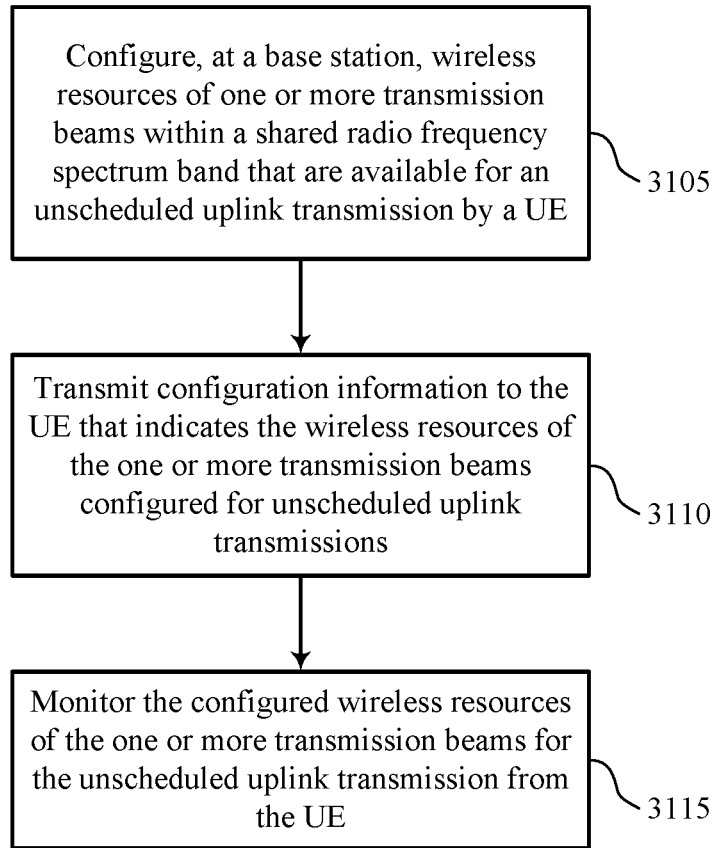 Configure, at a base station, wireless
resources of one or more transmission
beams within a shared radio frequency
spectrum band that are available for an
unscheduled uplink transmission by a UE
3105
Transmit configuration information to the
UE that indicates the wireless resources of
the one or more transmission beams
configured for unscheduled uplink
transmissions
3110
Monitor the configured wireless resources
of the one or more transmission beams for
the unscheduled uplink transmission from
the UE
3115